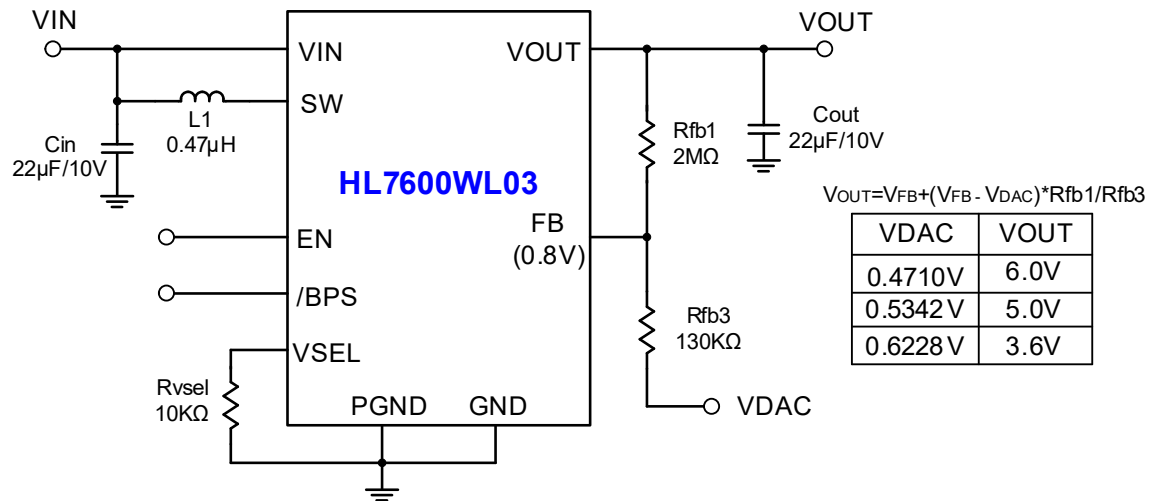 VIN
VOUT
VIN
VOUT
SW
L1
0.47µH
Cin
22µF/10V
Rfb1
2MΩ
Cout
22µF/10V
HL7600WL03
VOUT=VFB+(VFB - VDAC)*Rfb1/Rfb3
VDAC VOUT
0.4710V 6.0V
0.5342V 5.0V
0.6228V 3.6V
EN
FB
(0.8V)
/BPS
Rfb3
130KΩ
VSEL
Rvsel
10KΩ
PGND GND
VDAC